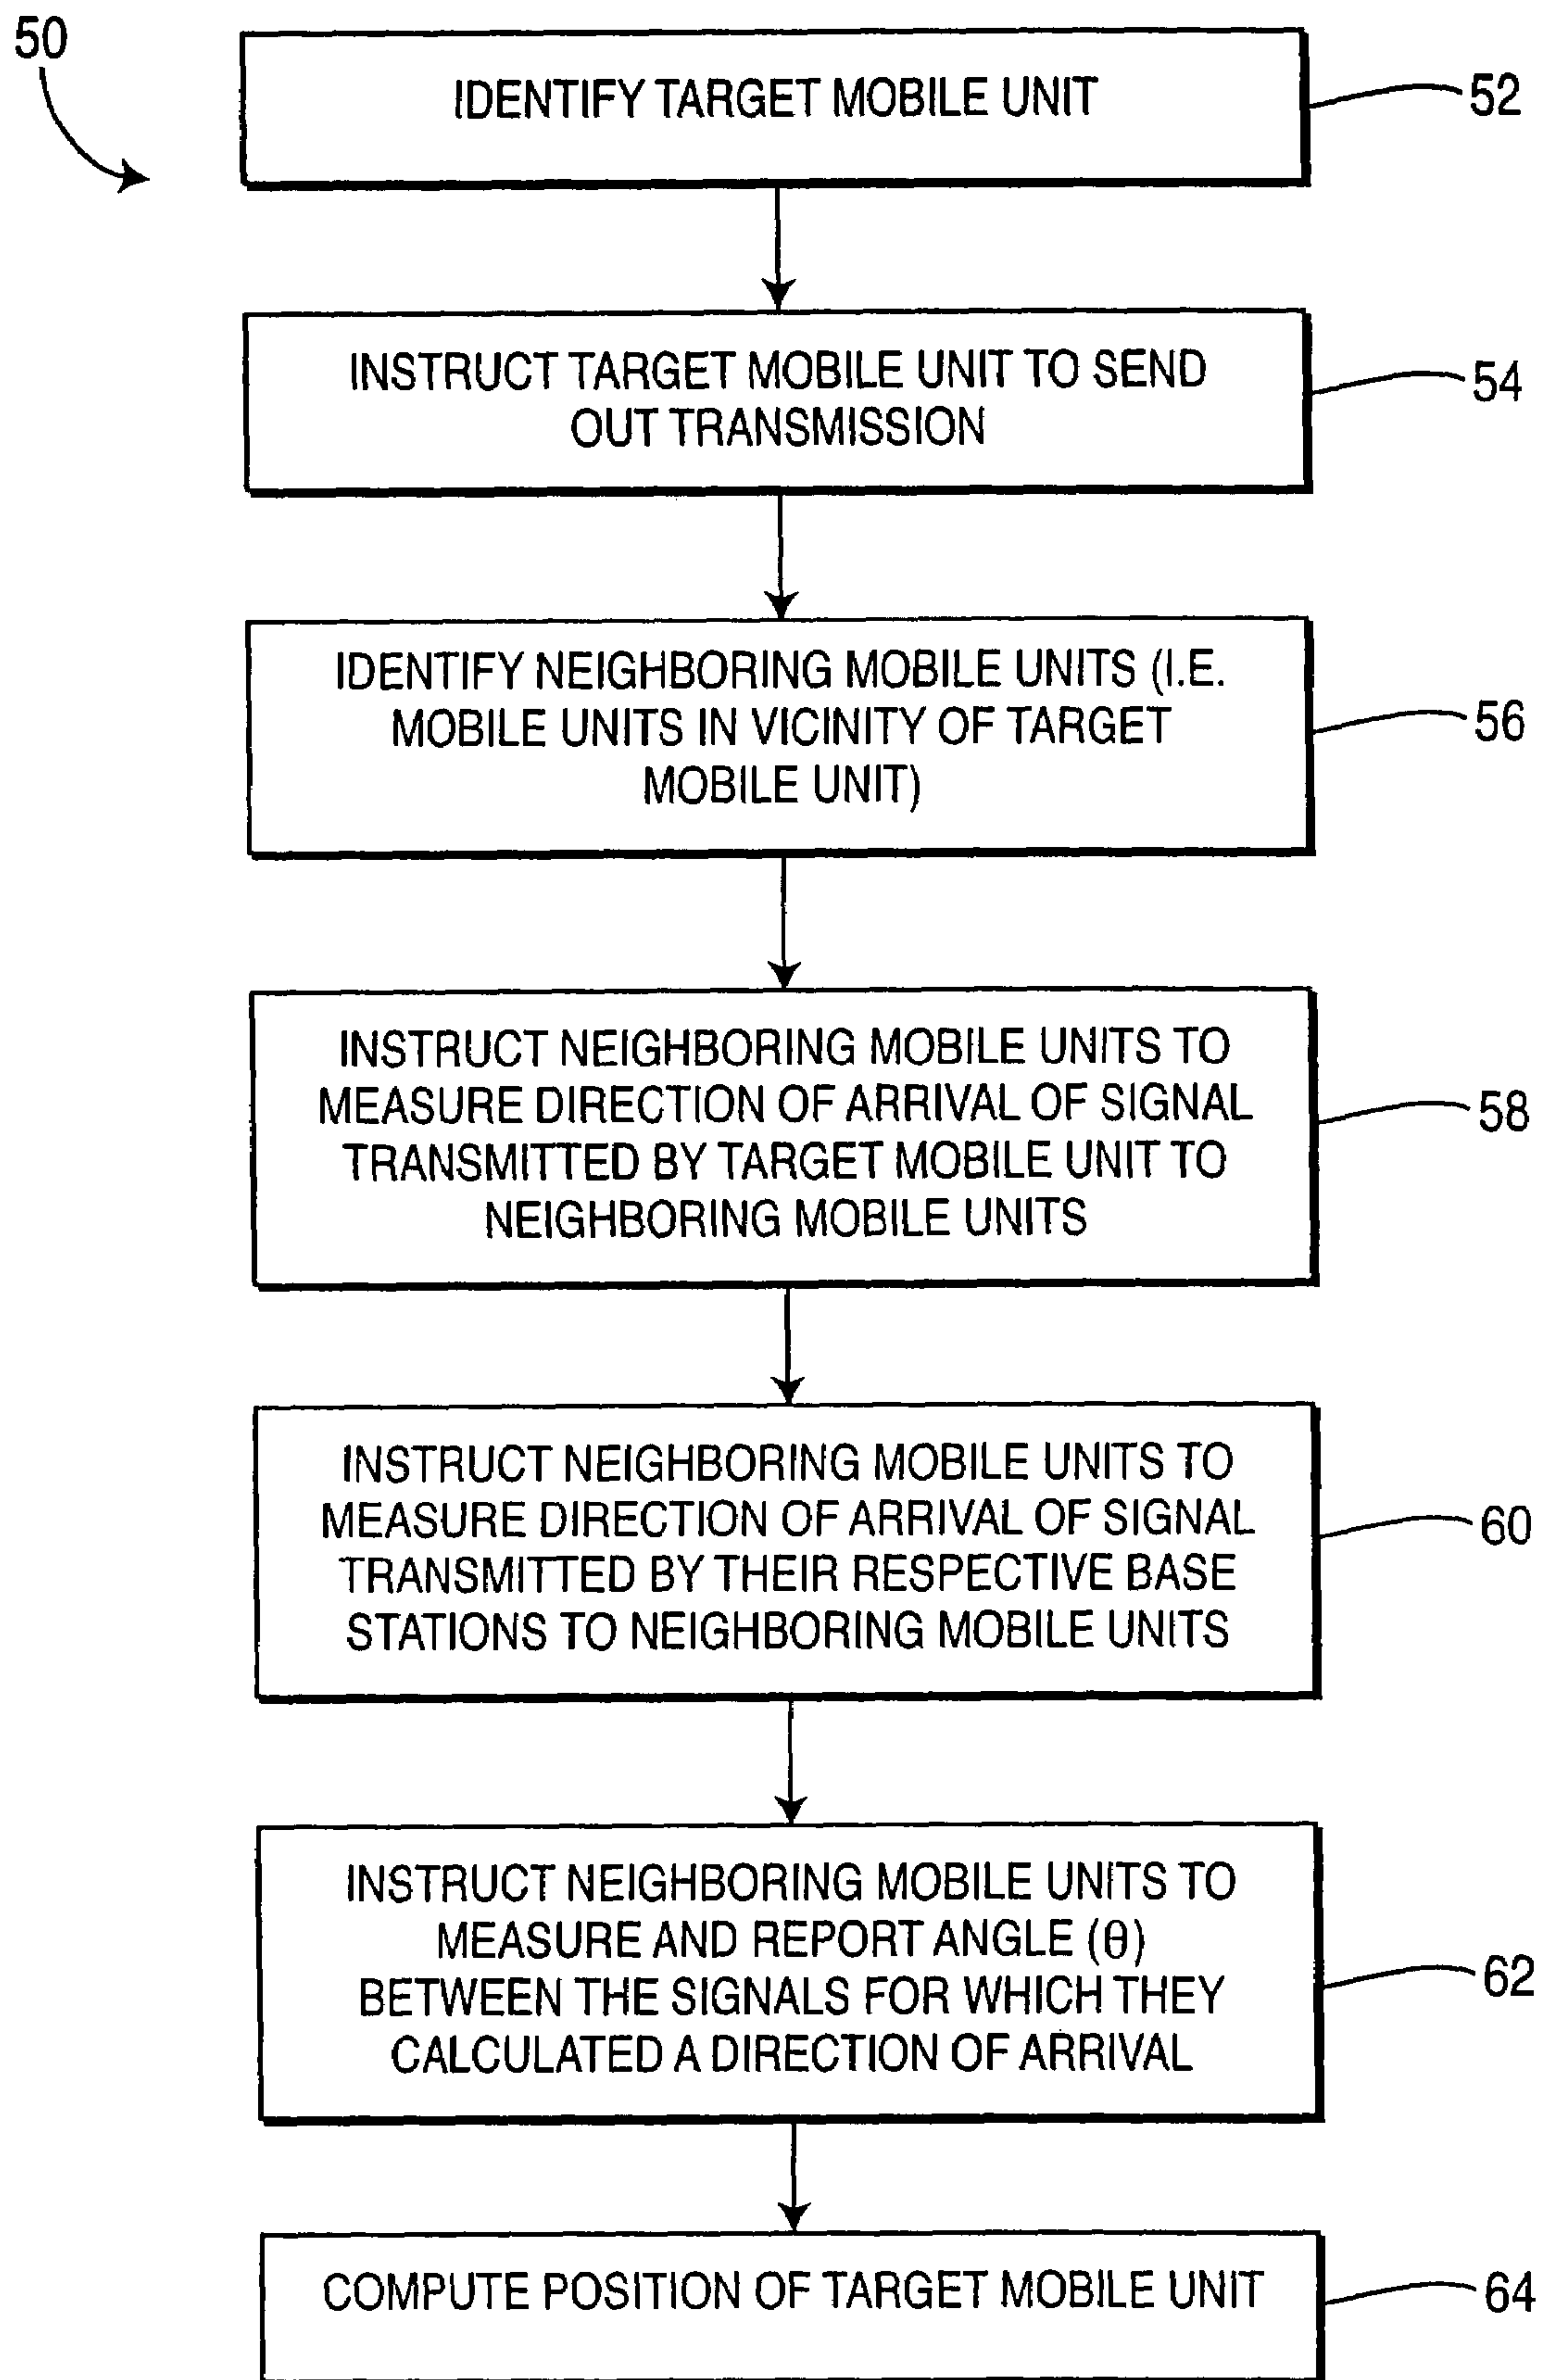 50
IDENTIFY TARGET MOBILE UNIT
52
INSTRUCT TARGET MOBILE UNIT TO SEND
OUT TRANSMISSION
54
IDENTIFY NEIGHBORING MOBILE UNITS (I.E.
MOBILE UNITS IN VICINITY OF TARGET
MOBILE UNIT)
56
INSTRUCT NEIGHBORING MOBILE UNITS TO
MEASURE DIRECTION OF ARRIVAL OF SIGNAL
TRANSMITTED BY TARGET MOBILE UNIT TO
NEIGHBORING MOBILE UNITS
58
INSTRUCT NEIGHBORING MOBILE UNITS TO
MEASURE DIRECTION OF ARRIVAL OF SIGNAL
TRANSMITTED BY THEIR RESPECTIVE BASE
STATIONS TO NEIGHBORING MOBILE UNITS
60
INSTRUCT NEIGHBORING MOBILE UNITS TO
MEASURE AND REPORT ANGLE (θ)
BETWEEN THE SIGNALS FOR WHICH THEY
CALCULATED A DIRECTION OF ARRIVAL
62
COMPUTE POSITION OF TARGET MOBILE UNIT
64